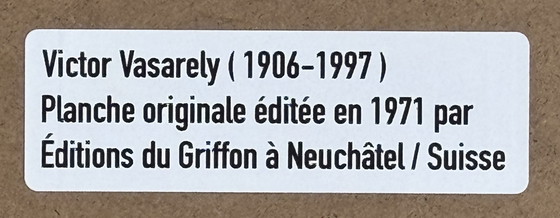 Victor Vasarely ( 1906-1997 )
Planche originale éditée en 1971 par
Éditions du Griffon à Neuchâtel / Suisse